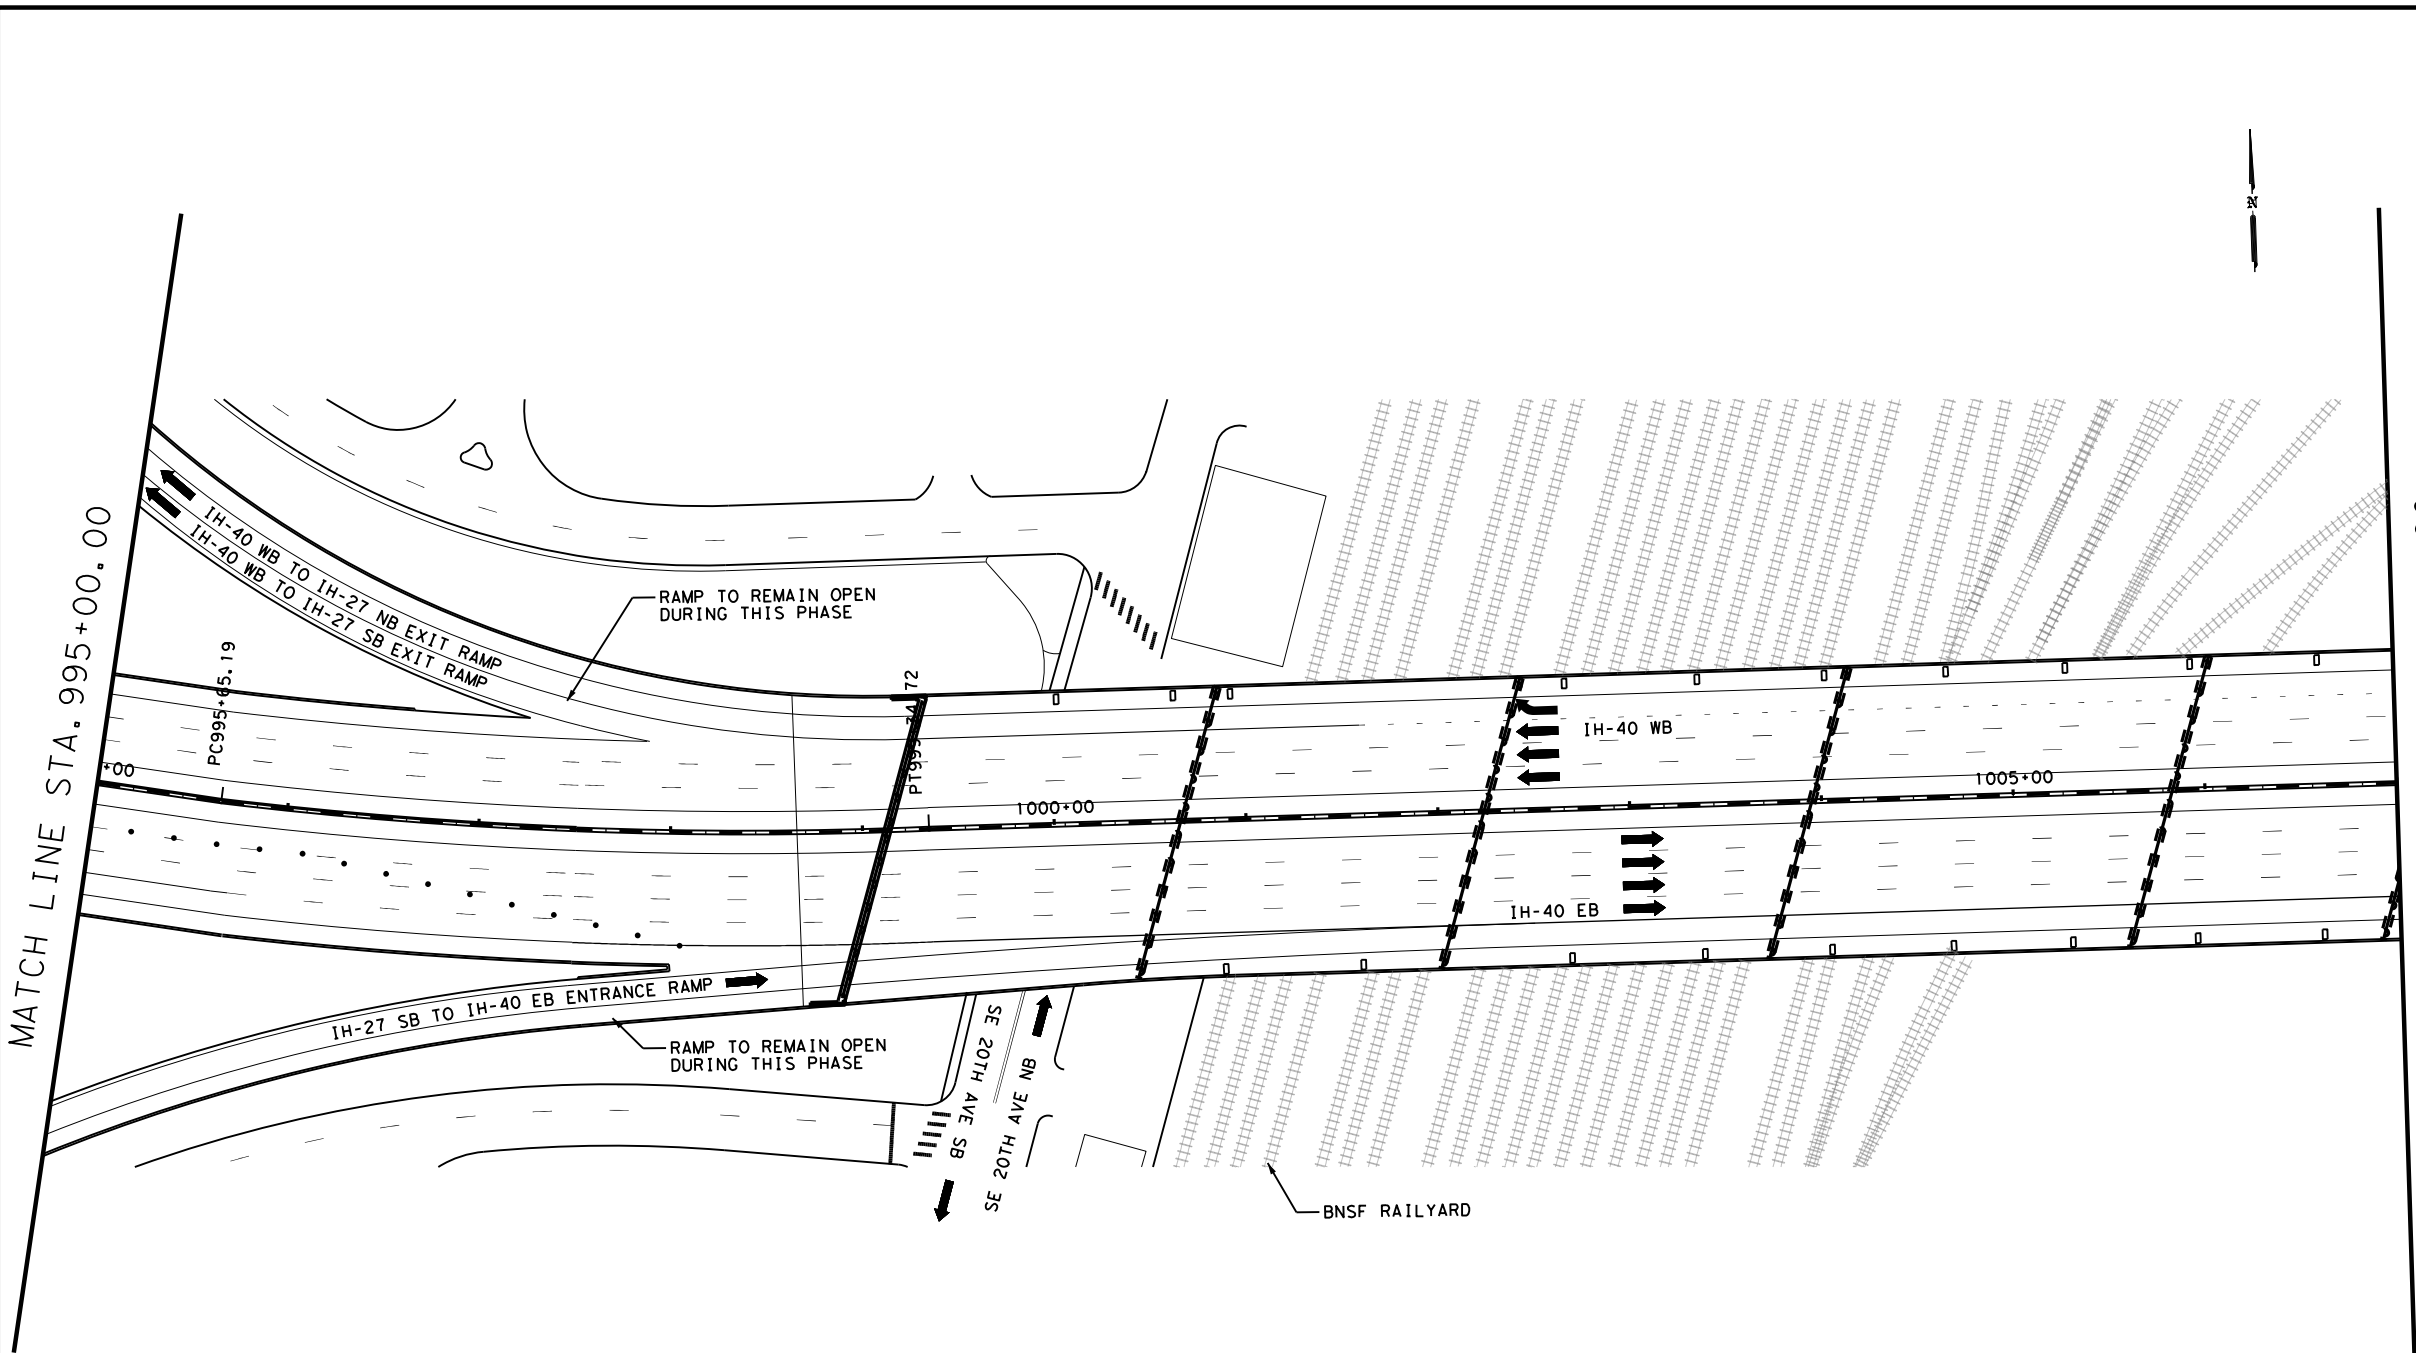 N
MATCH LINE STA. 995+00.00
IH-40 WB TO IH-27 NB EXIT RAMP
IH-40 WB TO IH-27 SB EXIT RAMP
RAMP TO REMAIN OPEN
DURING THIS PHASE
PC995+65.19
+00
IH-40 WB
1005+00
1000+00
IH-40 EB
IH-27 SB TO IH-40 EB ENTRANCE RAMP
RAMP TO REMAIN OPEN
DURING THIS PHASE
SE 20TH AVE SB
SE 20TH AVE NB
BNSF RAILYARD